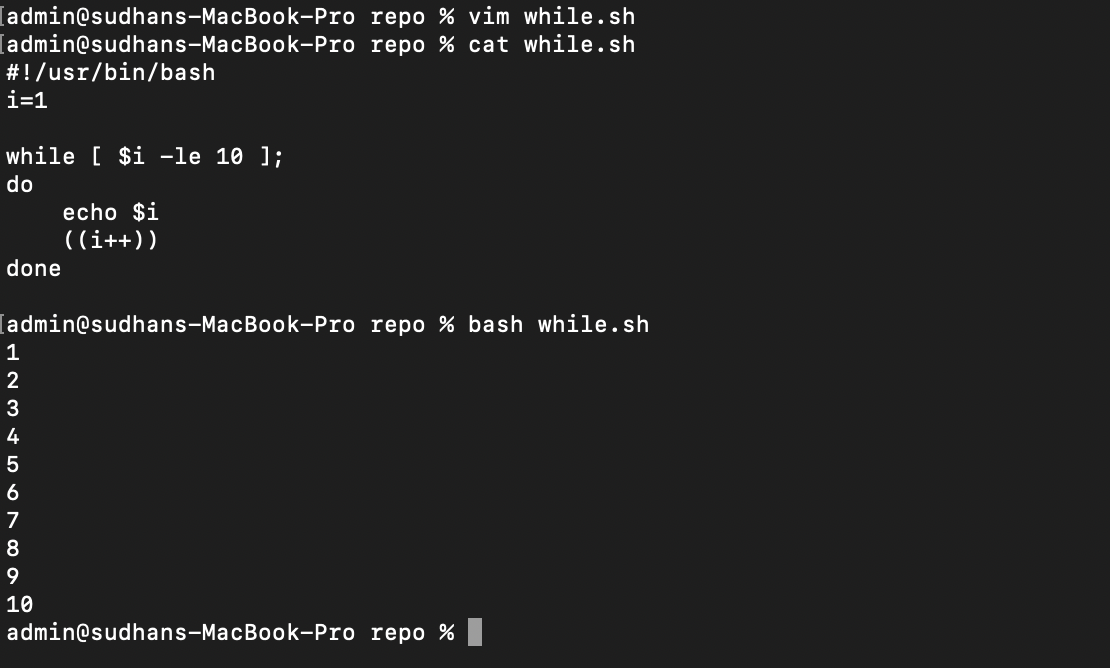 [admin@sudhans-MacBook-Pro repo % vim while.sh
[admin@sudhans-MacBook-Pro repo % cat while.sh
#!/usr/bin/bash
i=1

while [ $i -le 10 ];
do
    echo $i
    ((i++))
done

[admin@sudhans-MacBook-Pro repo % bash while.sh
1
2
3
4
5
6
7
8
9
10
admin@sudhans-MacBook-Pro repo %